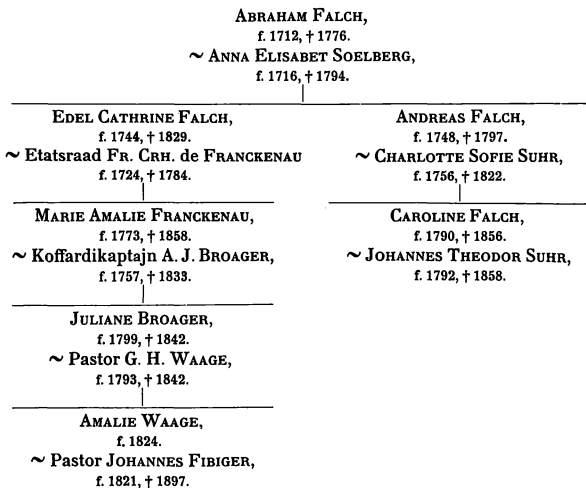 ABRAHAM FALCH,
f. 1712, † 1776.
~ ANNA ELISABET SOELBERG,
f. 1716, † 1794.
EDEL CATHRINE FALCH,
f. 1744, † 1829.
~ Etatsraad FR. CRH. de FRANCKENAU
f. 1724, † 1784.
MARIE AMALIE FRANCKENAU,
f. 1773, † 1858.
~ Koffardikaptajn A. J. BROAGER,
f. 1757, † 1833.
JULIANE BROAGER,
f. 1799, † 1842.
~ Pastor G. H. WAAGE,
f. 1793, † 1842.
AMALIE WAAGE,
f. 1824.
~ Pastor JOHANNES FIBIGER,
f. 1821, † 1897.
ANDREAS FALCH,
f. 1748, † 1797.
~ CHARLOTTE SOFIE SUHR,
f. 1756, † 1822.
CAROLINE FALCH,
f. 1790, † 1856.
~ JOHANNES THEODOR SUHR,
f. 1792, † 1858.